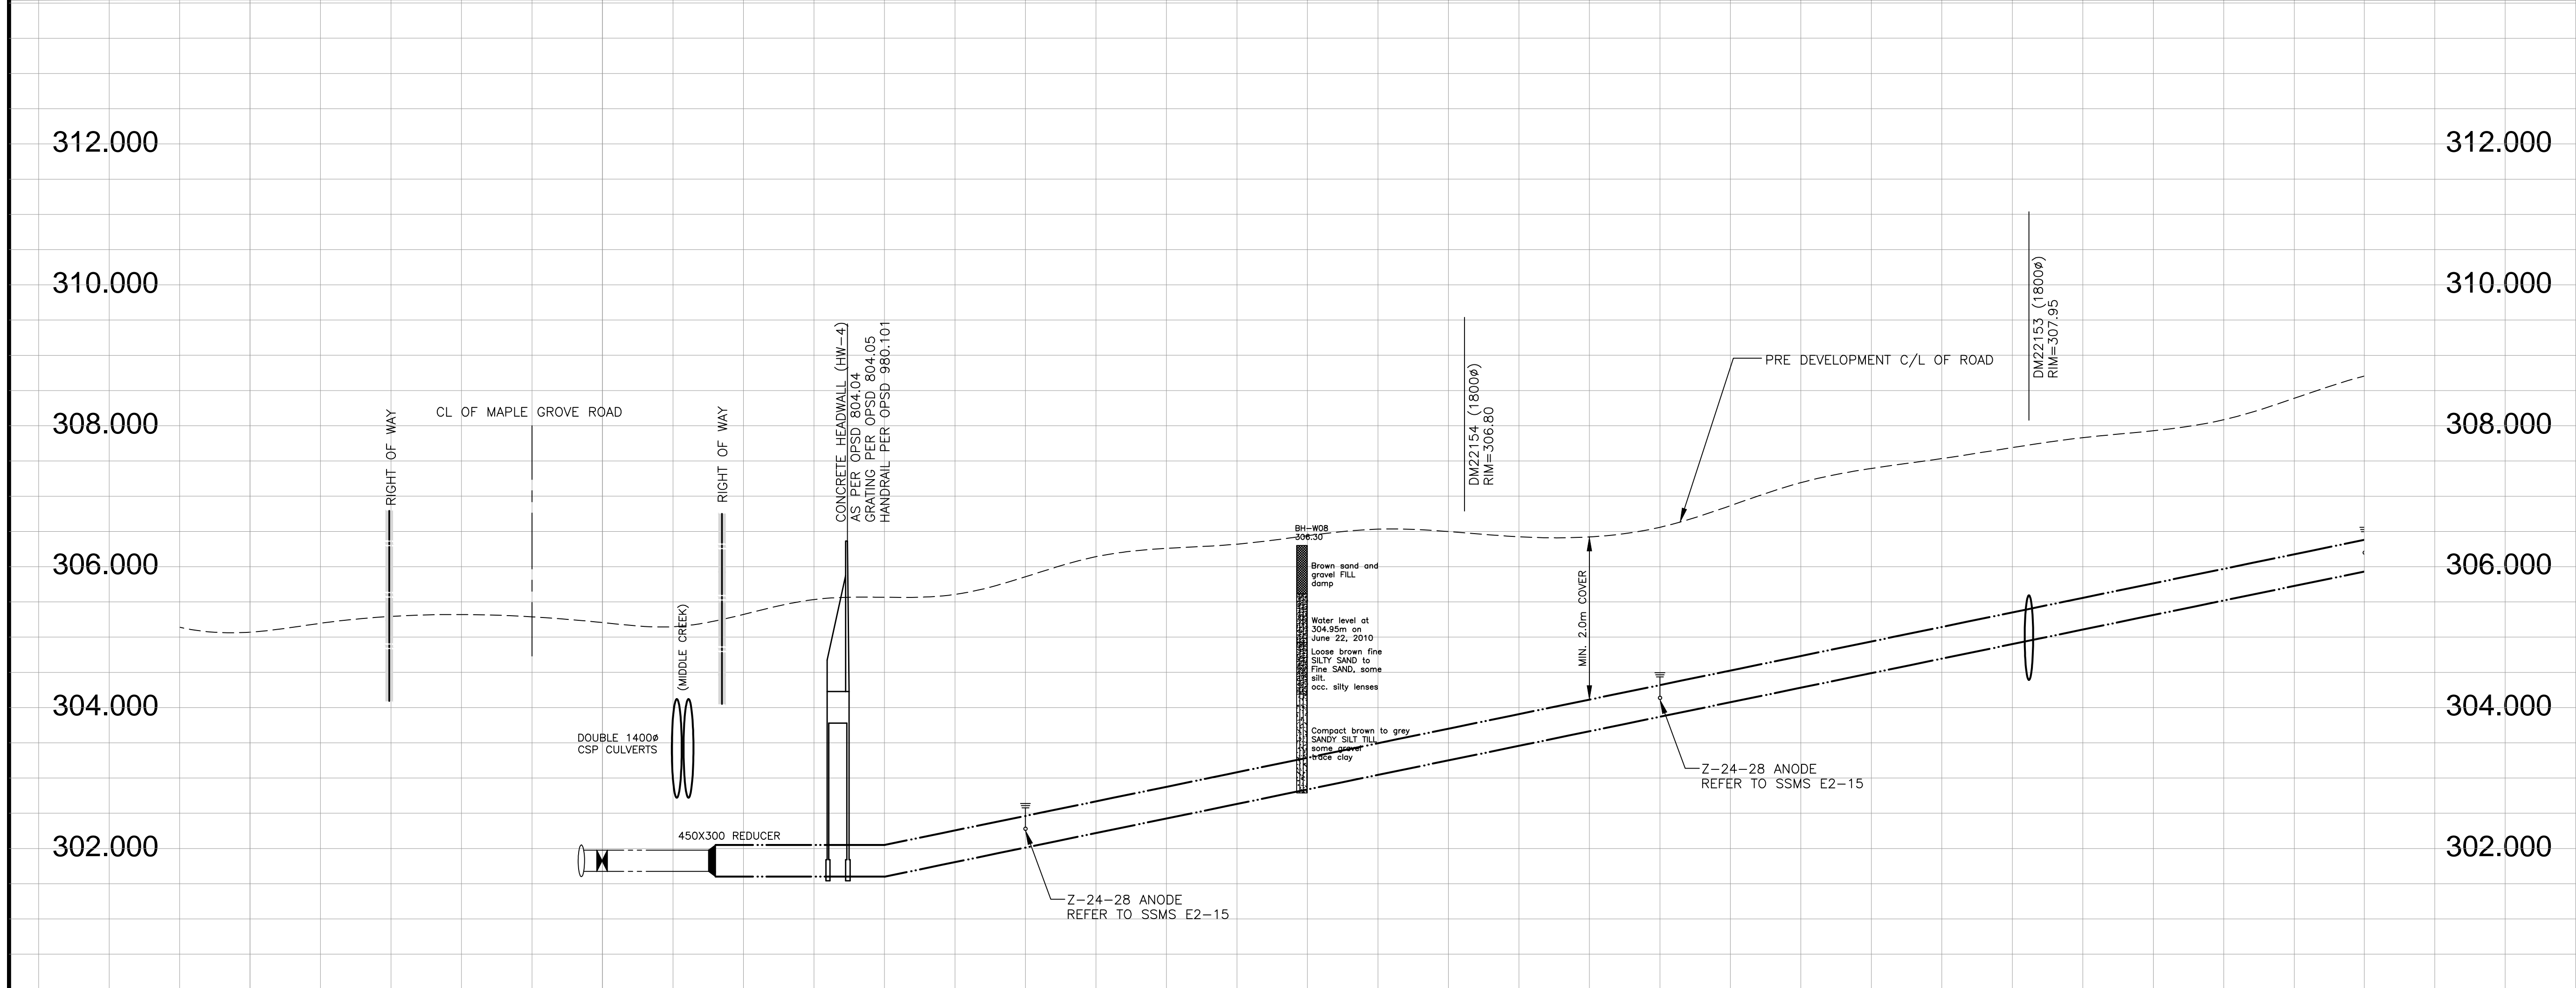 312.000
312.000
310.000
310.000
308.000
308.000
306.000
306.000
304.000
304.000
302.000
302.000
RIGHT OF WAY
CL OF MAPLE GROVE ROAD
RIGHT OF WAY
(MIDDLE CREEK)
DOUBLE 1400ø
CSP CULVERTS
450X300 REDUCER
CONCRETE HEADWALL (HW-4)
AS PER OPSD 804.04
GRATING PER OPSD 804.05
HANDRAIL PER OPSD 980.101
Z-24-28 ANODE
REFER TO SSMS E2-15
BH-W08
306.30
Brown sand and
gravel FILL
damp
Water level at
304.95m on
June 22, 2010
Loose brown fine
SILTY SAND to
Fine SAND, some
silt.
occ. silty lenses
Compact brown to grey
SANDY SILT TILL
some gravel
trace clay
DM22154 (1800ø)
RIM=306.80
MIN. 2.0m COVER
PRE DEVELOPMENT C/L OF ROAD
Z-24-28 ANODE
REFER TO SSMS E2-15
DM22153 (1800ø)
RIM=307.95